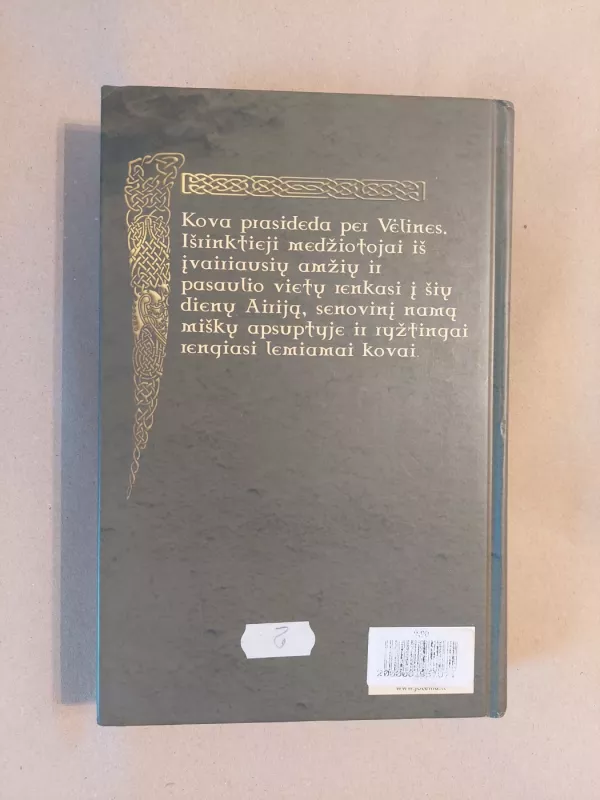 Kova prasideda per Vėlines.
Išrinktieji medžiotojai iš
įvairiausių amžių ir
pasaulio vietų renkasi į šių
dienų Airiją, senovinį namą
miškų apsuptyje ir ryžtingai
rengiasi lemiamai kovai.
2